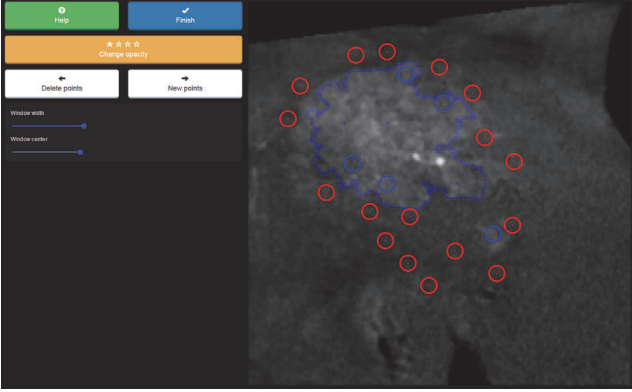 Help
Finish
Change opacity
Delete points
New points
Window width
Window center